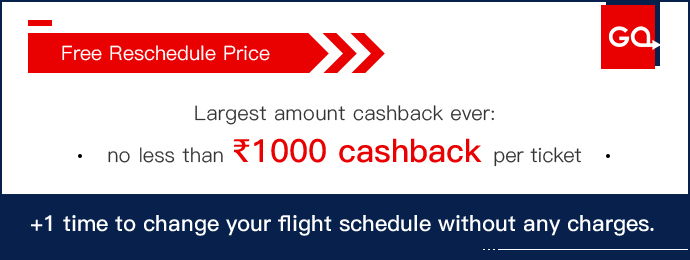 GO
Free Reschedule Price
Largest amount cashback ever:
· no less than ₹1000 cashback per ticket ·
+1 time to change your flight schedule without any charges.